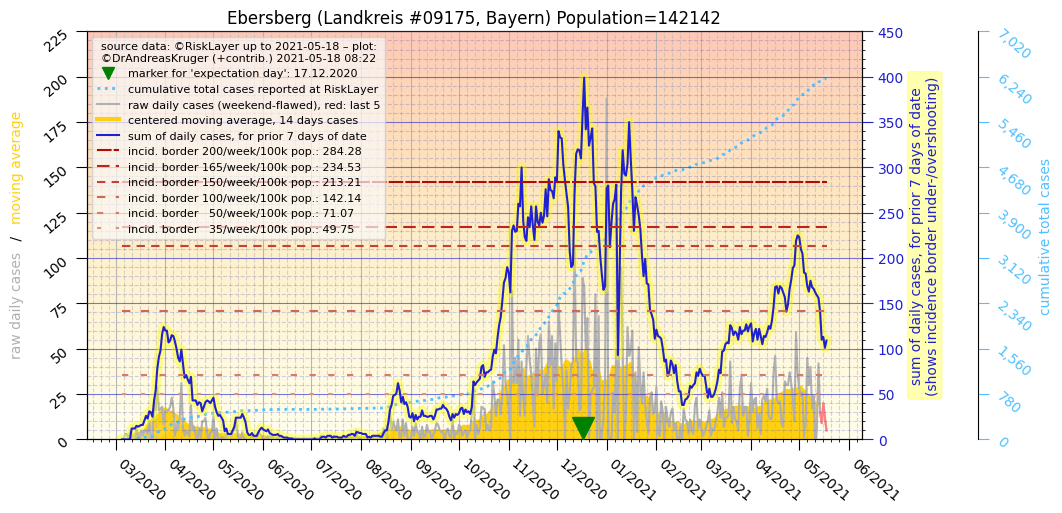 Ebersberg (Landkreis #09175, Bayern) Population=142142
source data: ©RiskLayer up to 2021-05-18 – plot:
©DrAndreasKruger (+contrib.) 2021-05-18 08:22
marker for 'expectation day': 17.12.2020
cumulative total cases reported at RiskLayer
raw daily cases (weekend-flawed), red: last 5
centered moving average, 14 days cases
sum of daily cases, for prior 7 days of date
incid. border 200/week/100k pop.: 284.28
incid. border 165/week/100k pop.: 234.53
incid. border 150/week/100k pop.: 213.21
incid. border 100/week/100k pop.: 142.14
incid. border 50/week/100k pop.: 71.07
incid. border 35/week/100k pop.: 49.75
raw daily cases / moving average
225
200
175
150
125
100
75
50
25
0
03/2020
04/2020
05/2020
06/2020
07/2020
08/2020
09/2020
10/2020
11/2020
12/2020
01/2021
02/2021
03/2021
04/2021
05/2021
06/2021
450
400
350
300
250
200
150
100
50
0
sum of daily cases, for prior 7 days of date
(shows incidence border under-/overshooting)
7,020
6,240
5,460
4,680
3,900
3,120
2,340
1,560
780
0
cumulative total cases